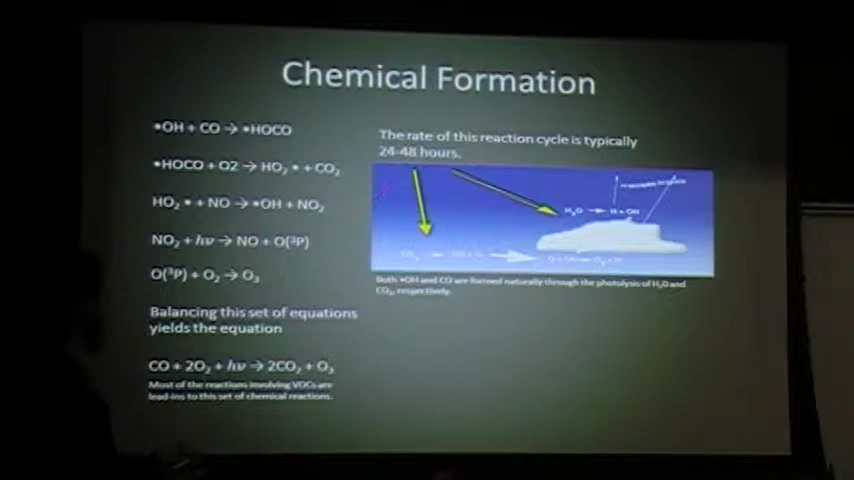 Chemical Formation
•OH + CO → •HOCO
•HOCO + O2 → HO₂ • + CO₂
HO₂ • + NO → •OH + NO₂
NO₂ + hν → NO + O(³P)
O(³P) + O₂ → O₃
Balancing this set of equations
yields the equation
CO + 2O₂ + hν → 2CO₂ + O₃
Most of the reactions involving VOCs are
lead-ins to this set of chemical reactions.
The rate of this reaction cycle is typically
24-48 hours.
H₂O → H + OH
Both •OH and CO are formed naturally through the photolysis of H₂O and
CO₂, respectively.